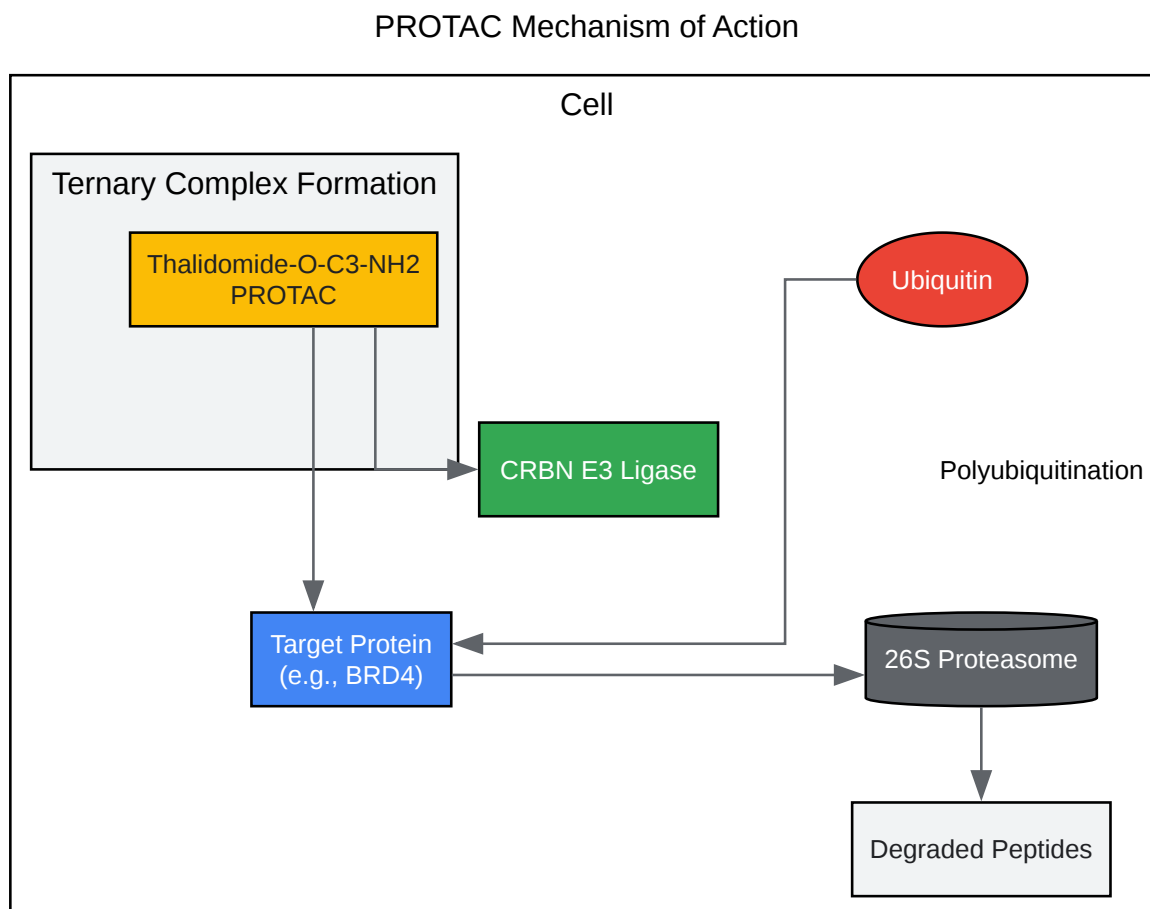 PROTAC Mechanism of Action
Cell
Ternary Complex Formation
Thalidomide-O-C3-NH2
PROTAC
Ubiquitin
CRBN E3 Ligase
Polyubiquitination
Target Protein
(e.g., BRD4)
26S Proteasome
Degraded Peptides